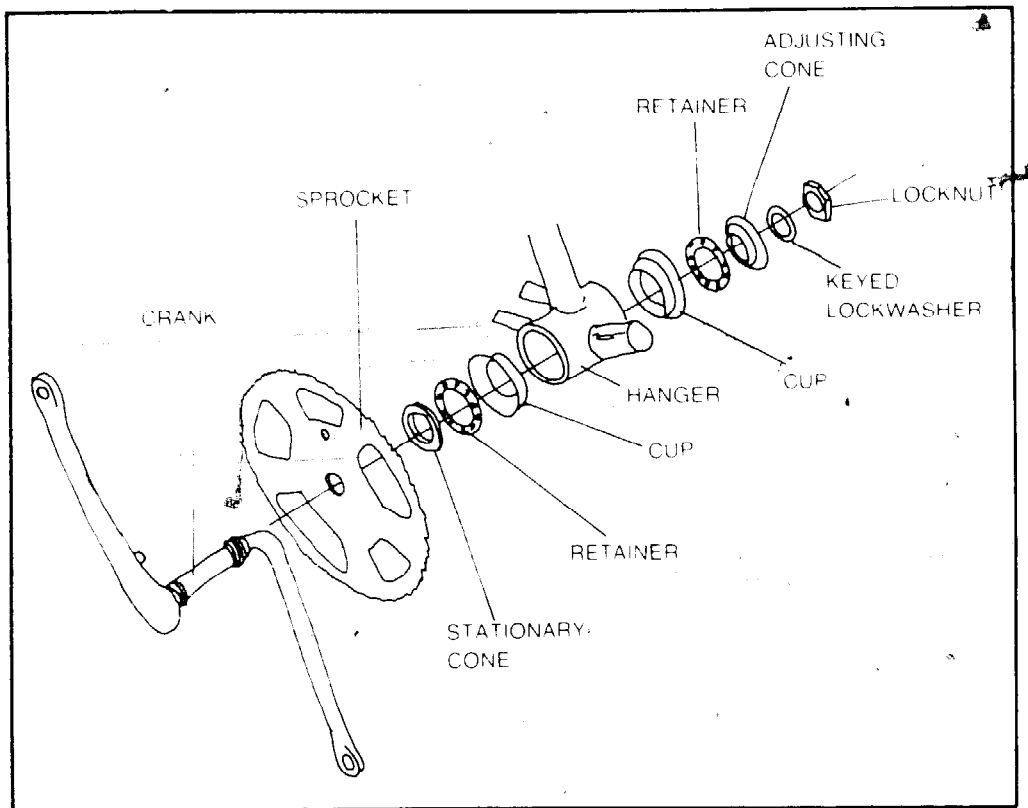 ADJUSTING
CONE
RETAINER
SPROCKET
LOCKNUT
KEYED
LOCKWASHER
CRANK
CUP
HANGER
CUP
RETAINER
STATIONARY
CONE